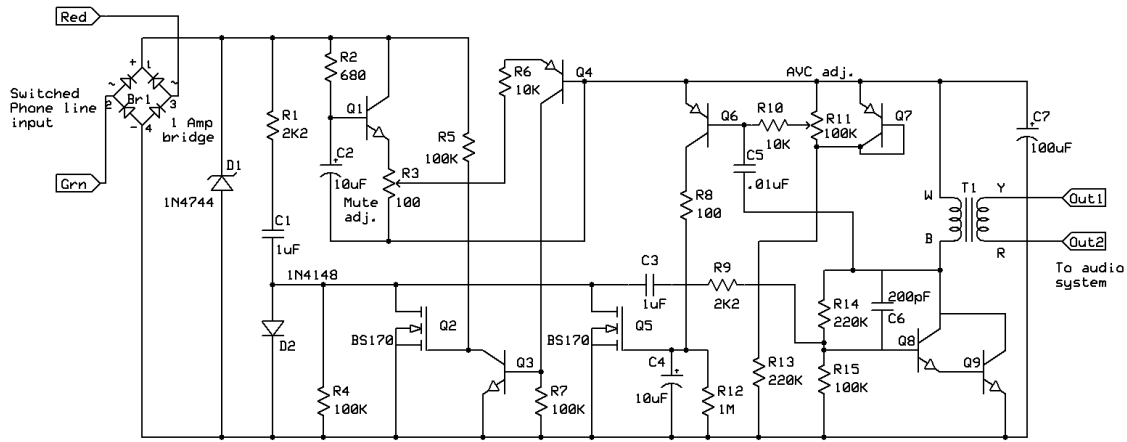 Red
Switched
Phone line
input
Grn
~
+
1
~
2
Br1
3
-
4
1 Amp
bridge
D1
1N4744
R1
2K2
C1
1uF
1N4148
D2
R2
680
Q1
C2
+
10uF
R3
100
Mute
adj.
R4
100K
R5
100K
R6
10K
Q4
Q2
BS170
Q3
R7
100K
Q5
BS170
C3
1uF
R9
2K2
C4
+
10uF
R12
1M
R8
100
Q6
C5
.01uF
R10
10K
AVC adj.
R11
100K
Q7
R13
220K
R14
220K
200pF
C6
R15
100K
Q8
Q9
C7
+
100uF
T1
W
B
Y
R
Out1
Out2
To audio
system